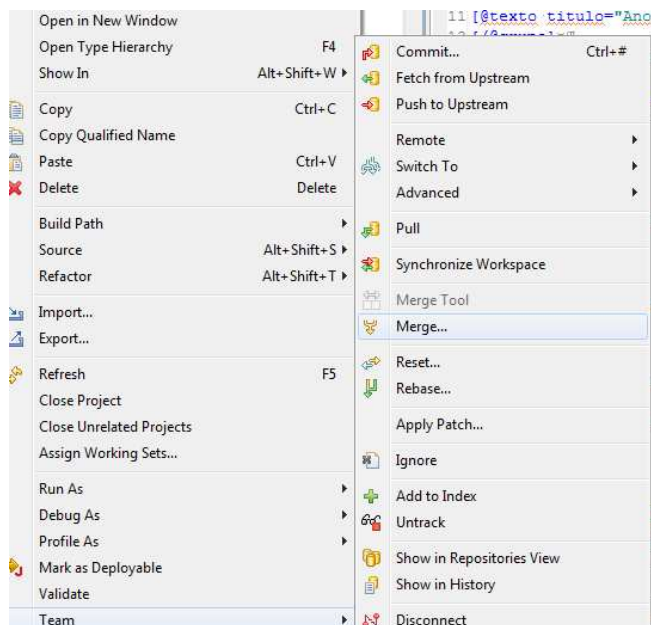 Open in New Window
Open Type Hierarchy F4
Show In Alt+Shift+W
Copy Ctrl+C
Copy Qualified Name
Paste Ctrl+V
Delete Delete
Build Path
Source Alt+Shift+S
Refactor Alt+Shift+T
Import...
Export...
Refresh F5
Close Project
Close Unrelated Projects
Assign Working Sets...
Run As
Debug As
Profile As
Mark as Deployable
Validate
Team
11 [@texto titulo="Ano
Commit... Ctrl+#
Fetch from Upstream
Push to Upstream
Remote
Switch To
Advanced
Pull
Synchronize Workspace
Merge Tool
Merge...
Reset...
Rebase...
Apply Patch...
Ignore
Add to Index
Untrack
Show in Repositories View
Show in History
Disconnect